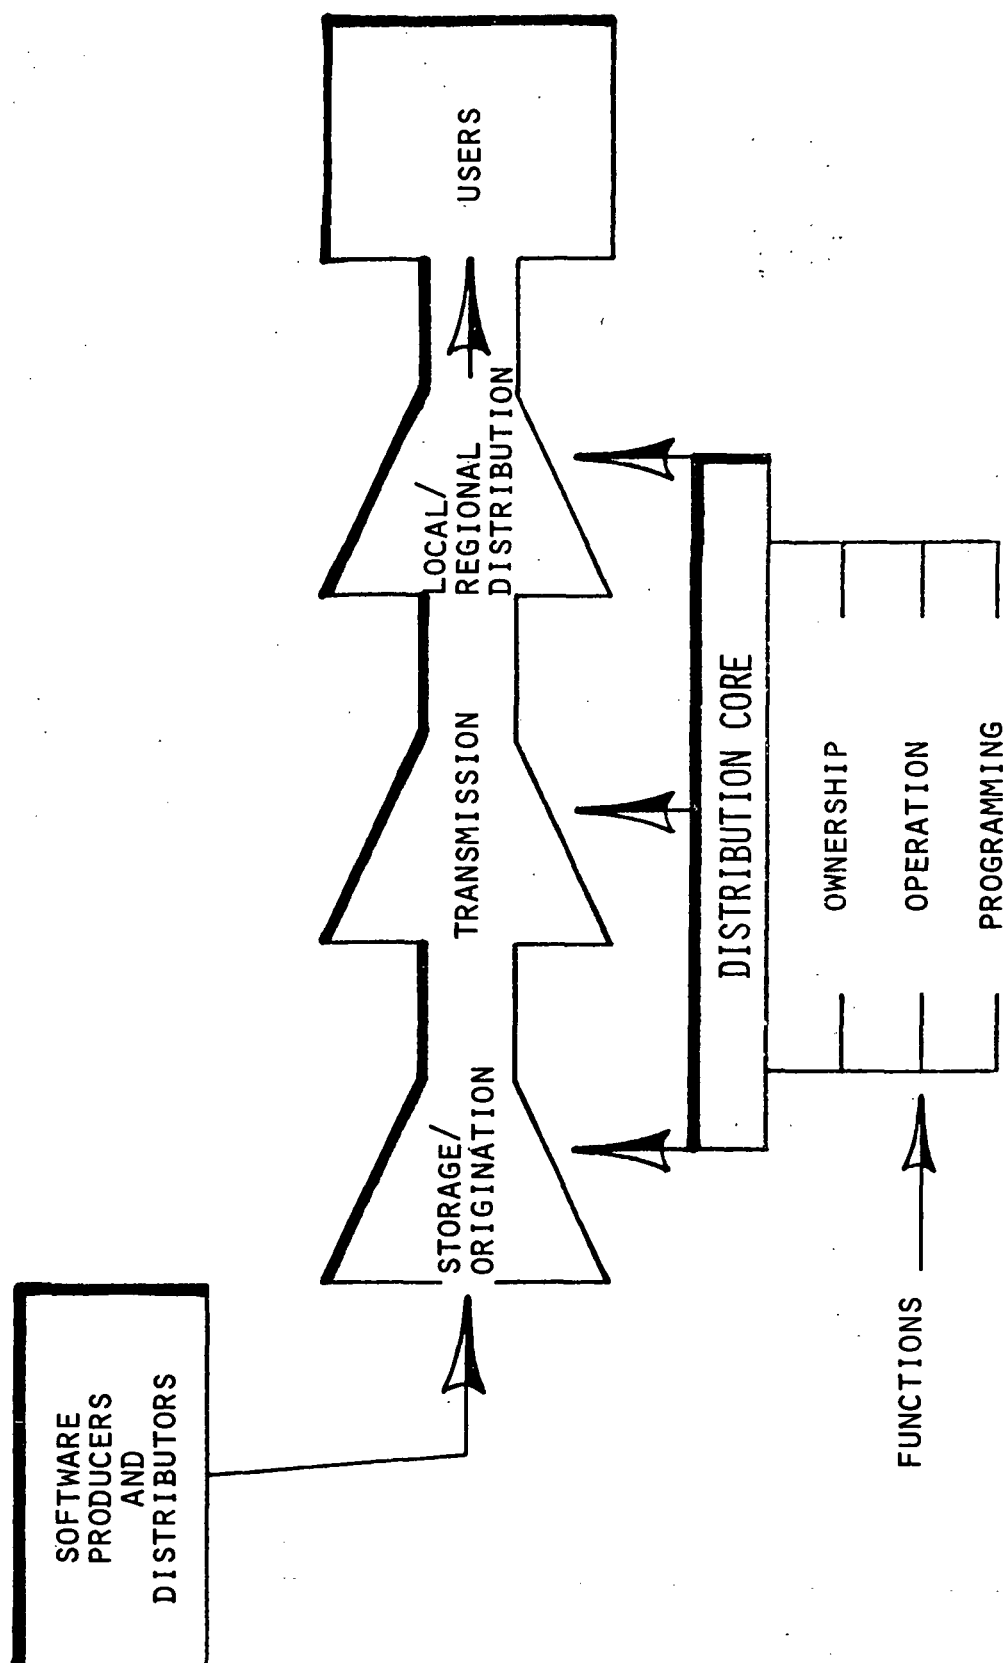 SOFTWARE
PRODUCERS
AND
DISTRIBUTORS
STORAGE/
ORIGINATION
TRANSMISSION
LOCAL/
REGIONAL
DISTRIBUTION
USERS
DISTRIBUTION CORE
FUNCTIONS
OWNERSHIP
OPERATION
PROGRAMMING